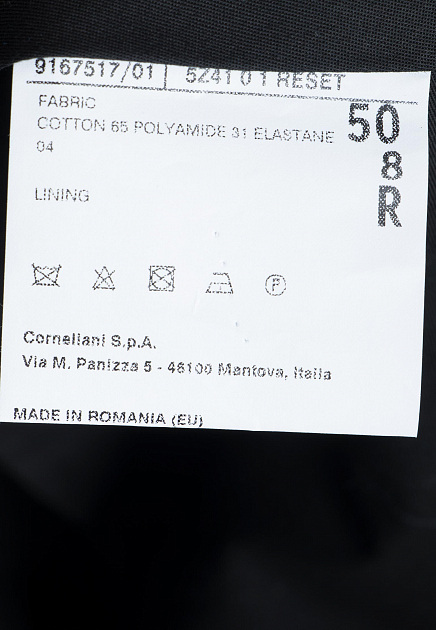 9167517/01 5241 0 1 RESET
FABRIC
COTTON 65 POLYAMIDE 31 ELASTANE
04
50
8
R
LINING
P
Corneliani S.p.A.
Via M. Panizza 5 - 46100 Mantova, Italia
MADE IN ROMANIA (EU)